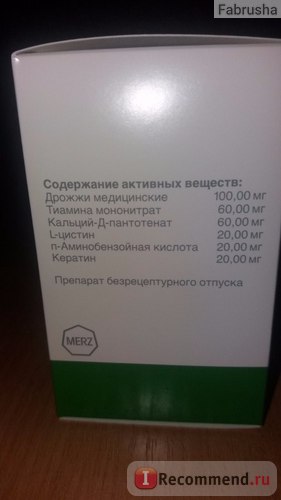 Fabrusha
Содержание активных веществ:
Дрожжи медицинские 100,00 мг
Тиамина мононитрат 60,00 мг
Кальций-Д-пантотенат 60,00 мг
L-цистин 20,00 мг
п-Аминобензойная кислота 20,00 мг
Кератин 20,00 мг
Препарат безрецептурного отпуска
MERZ
iRecommend.ru